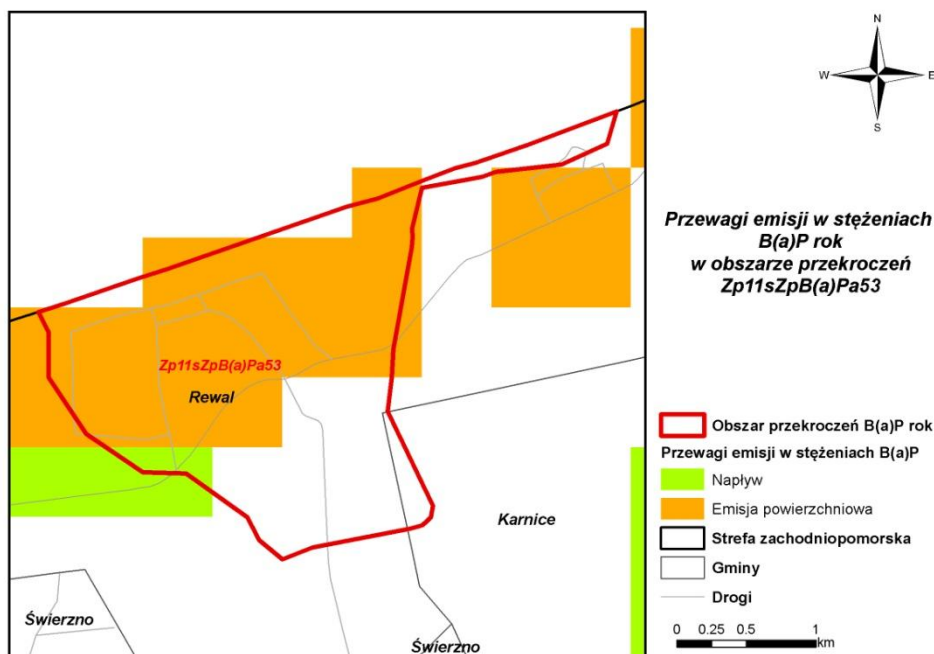 N
W
E
S
Przewagi emisji w stężeniach
B(a)P rok
w obszarze przekroczeń
Zp11sZpB(a)Pa53
Zp11sZpB(a)Pa53
Rewal
Karnice
Świerzno
Świerzno
Obszar przekroczeń B(a)P rok
Przewagi emisji w stężeniach B(a)P
Napływ
Emisja powierzchniowa
Strefa zachodniopomorska
Gminy
Drogi
0 0.25 0.5 1
km